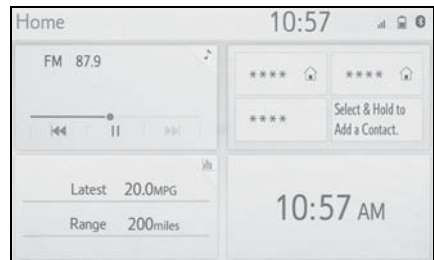 Home 10:57
FM 87.9
**** ****
**** Select & Hold to
Add a Contact.
Latest 20.0MPG
Range 200miles
10:57 AM